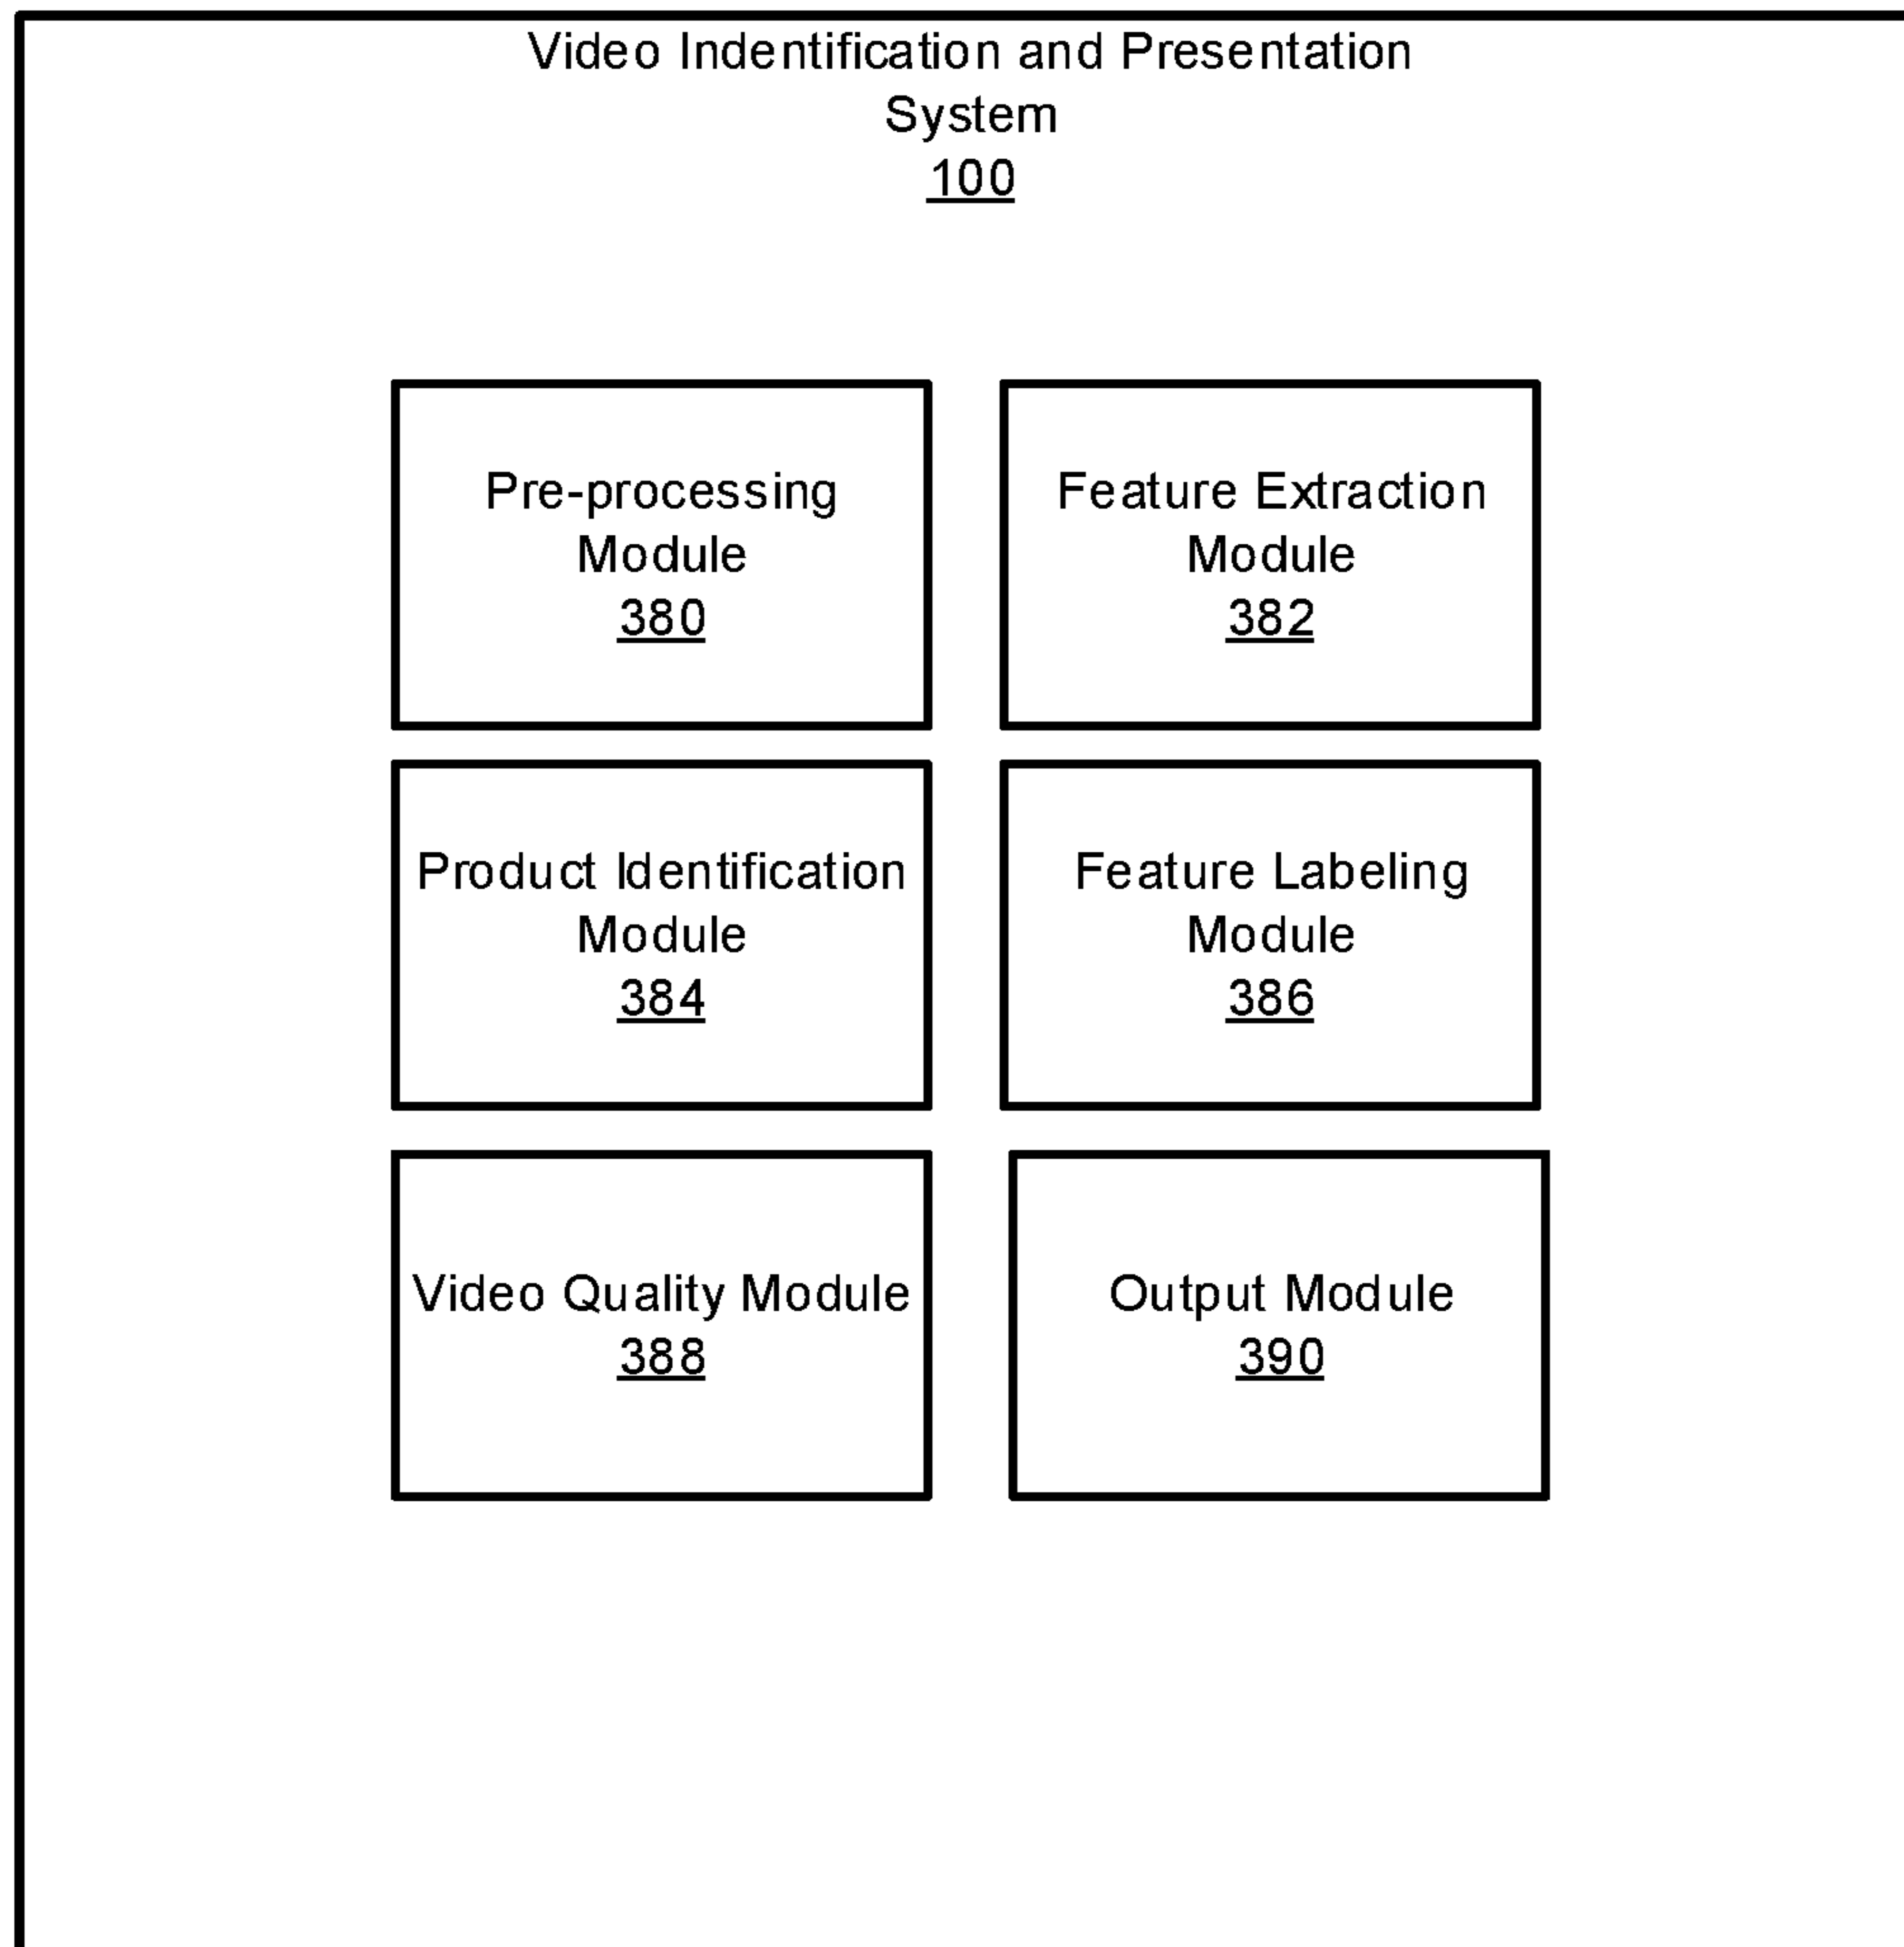 Video Indentification and Presentation
System
100
Pre-processing
Module
380
Feature Extraction
Module
382
Product Identification
Module
384
Feature Labeling
Module
386
Video Quality Module
388
Output Module
390